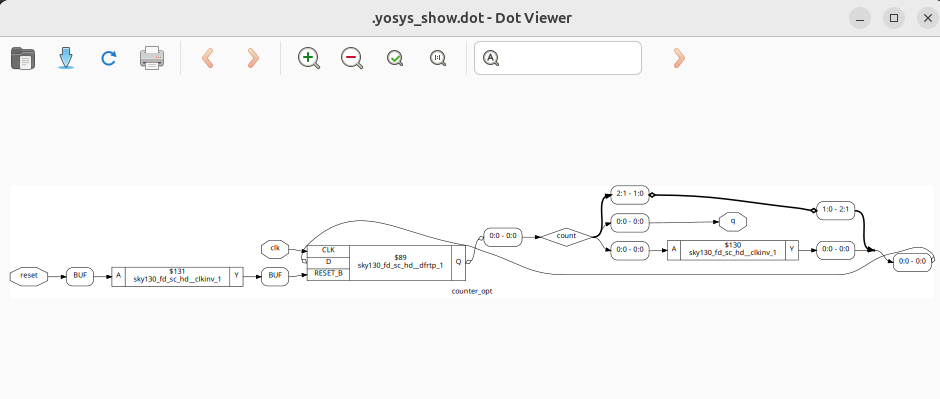 .yosys_show.dot - Dot Viewer
A
1:1
2:1 - 1:0
1:0 - 2:1
0:0 - 0:0
q
clk
CLK
D
RESET_B
$89
sky130_fd_sc_hd__dfrtp_1
Q
0:0 - 0:0
count
0:0 - 0:0
A
$130
sky130_fd_sc_hd__clkinv_1
Y
0:0 - 0:0
0:0 - 0:0
reset
BUF
A
$131
sky130_fd_sc_hd__clkinv_1
Y
BUF
counter_opt